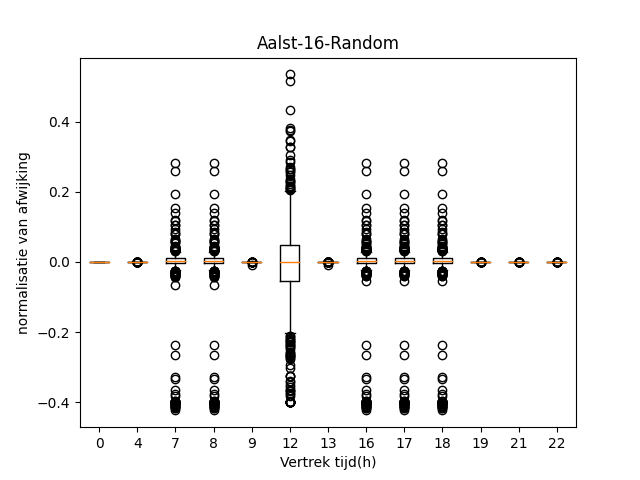 Aalst-16-Random
normalisatie van afwijking
0.4
0.2
0.0
−0.2
−0.4
0 4 7 8 9 12 13 16 17 18 19 21 22
Vertrek tijd(h)